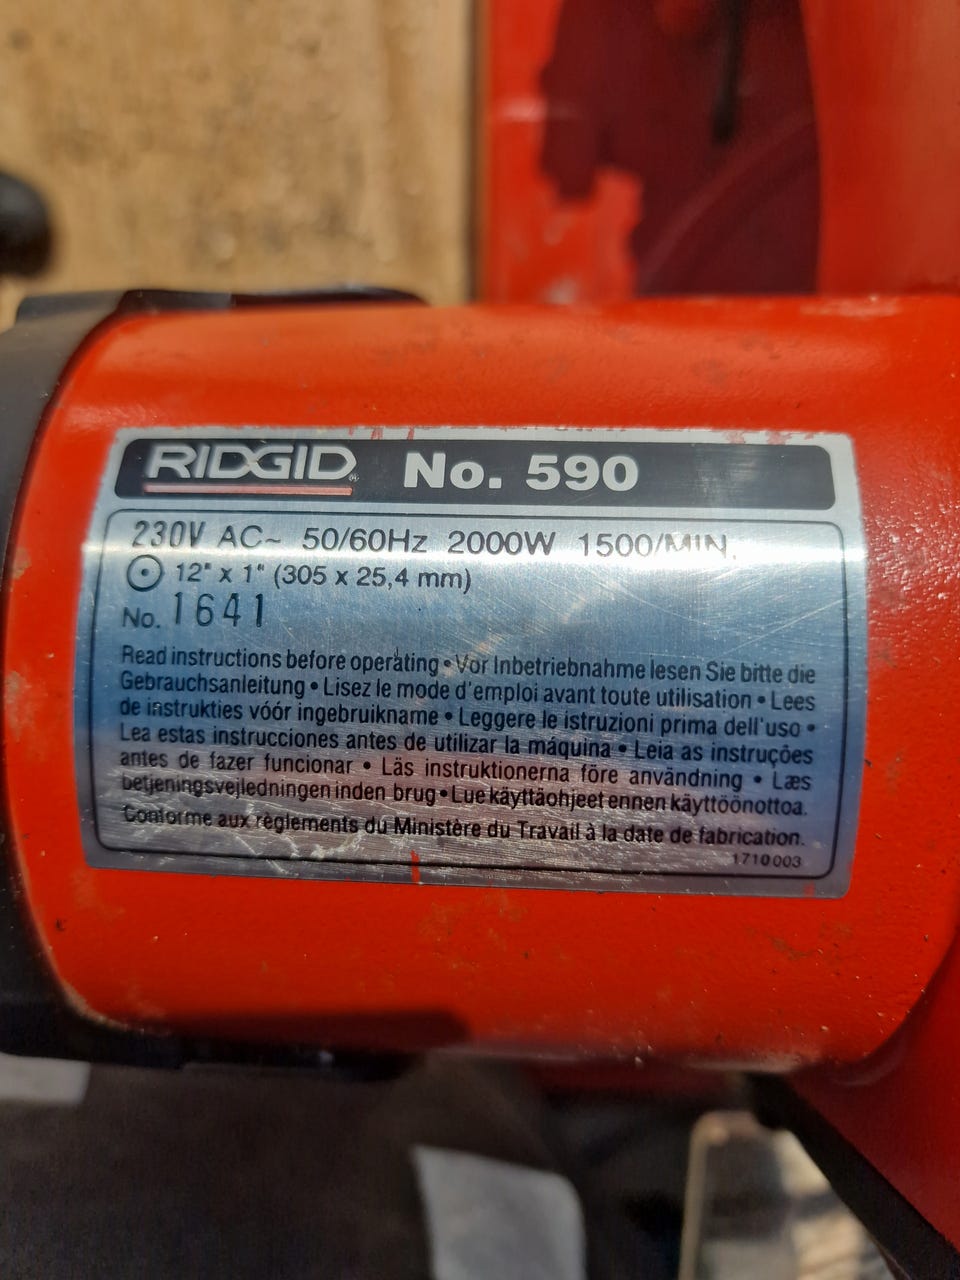 RIDGID® No. 590
230V AC~ 50/60Hz 2000W 1500/MIN.
12" x 1" (305 x 25,4 mm)
No. 1641
Read instructions before operating • Vor Inbetriebnahme lesen Sie bitte die
Gebrauchsanleitung • Lisez le mode d'emploi avant toute utilisation • Lees
de instrukties vóór ingebruikname • Leggere le istruzioni prima dell'uso •
Lea estas instrucciones antes de utilizar la máquina • Leia as instruções
antes de fazer funcionar • Läs instruktionerna före användning • Læs
betjeningsvejledningen inden brug • Lue käyttäohjeet ennen käyttöönottoa.
Conforme aux règlements du Ministère du Travail à la date de fabrication.
1710003